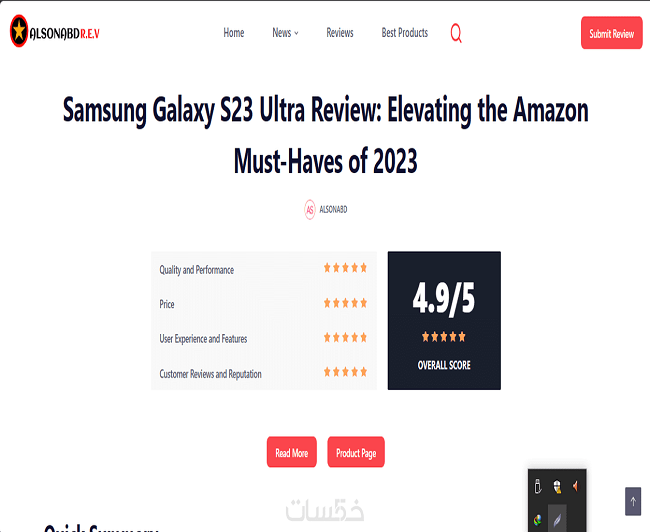 ALSONABD R.E.V
Home
News
Reviews
Best Products
Submit Review
Samsung Galaxy S23 Ultra Review: Elevating the Amazon
Must-Haves of 2023
AS ALSONABD
Quality and Performance
Price
User Experience and Features
Customer Reviews and Reputation
4.9/5
OVERALL SCORE
Read More
Product Page
خمسات
Quick Summary